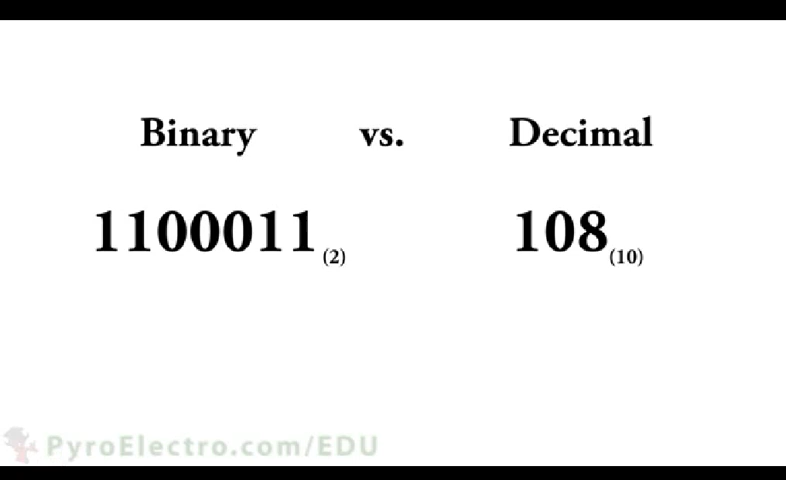 Binary vs. Decimal
1100011(2) 108(10)
PyroElectro.com/EDU